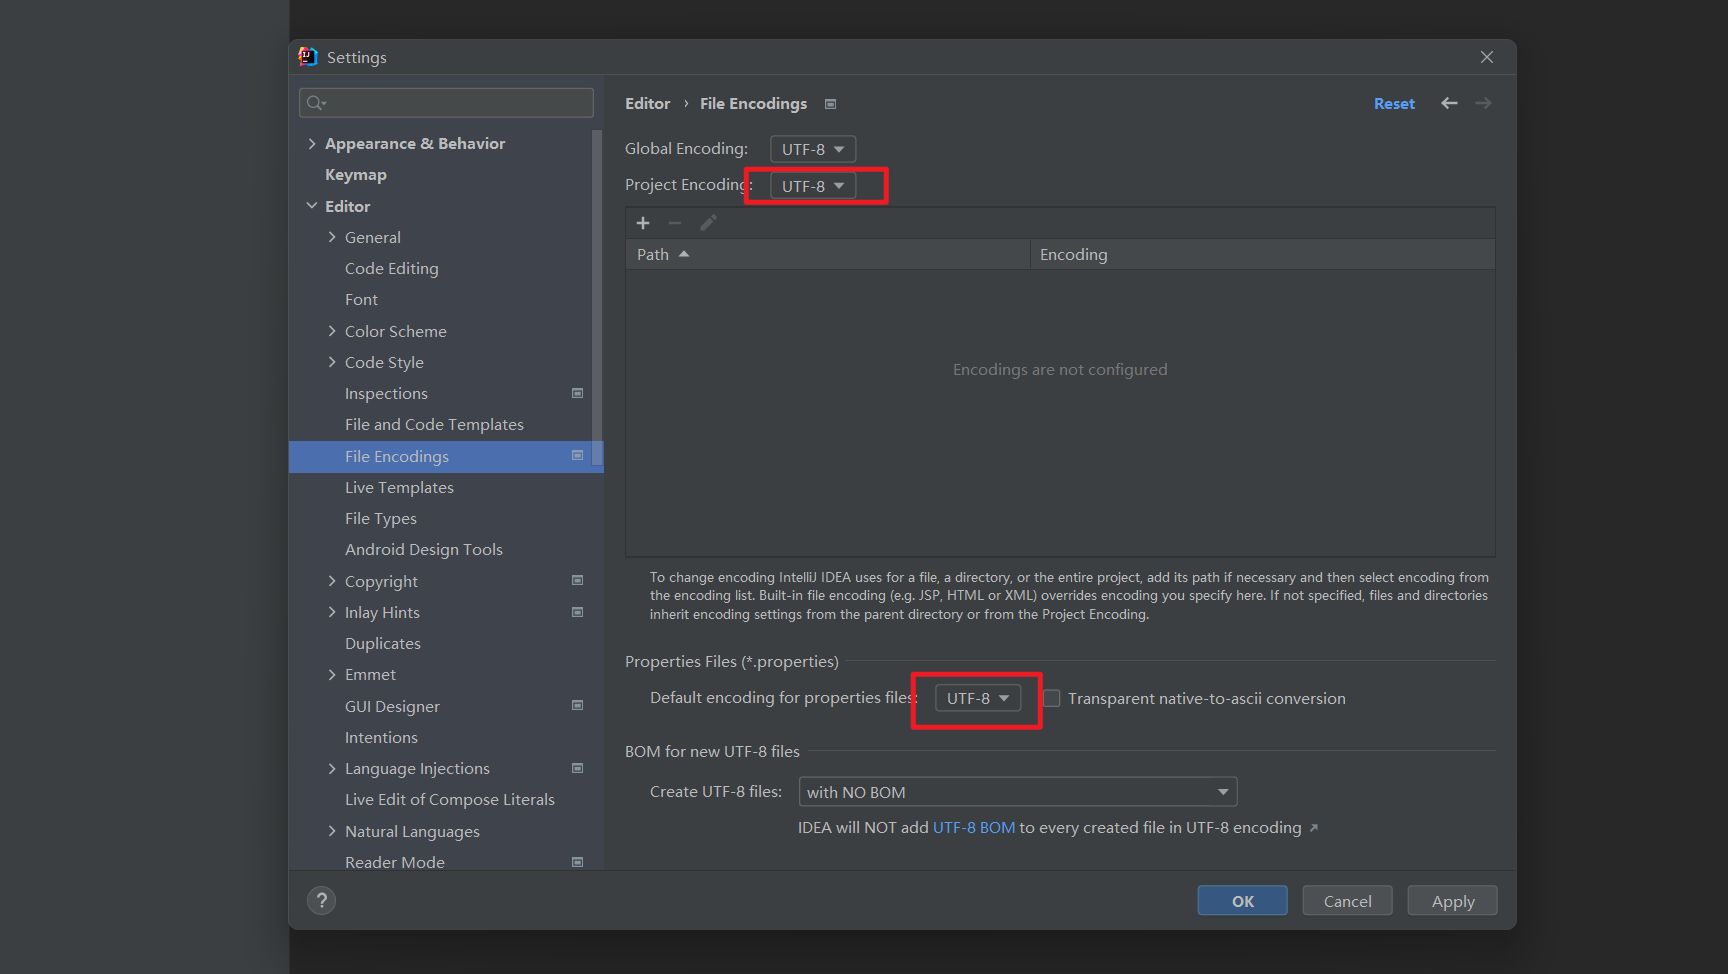 Settings
Appearance & Behavior
Keymap
Editor
General
Code Editing
Font
Color Scheme
Code Style
Inspections
File and Code Templates
File Encodings
Live Templates
File Types
Android Design Tools
Copyright
Inlay Hints
Duplicates
Emmet
GUI Designer
Intentions
Language Injections
Live Edit of Compose Literals
Natural Languages
Reader Mode
Editor › File Encodings
Reset
Global Encoding: UTF-8
Project Encoding: UTF-8
Path Encoding
Encodings are not configured
To change encoding IntelliJ IDEA uses for a file, a directory, or the entire project, add its path if necessary and then select encoding from
the encoding list. Built-in file encoding (e.g. JSP, HTML or XML) overrides encoding you specify here. If not specified, files and directories
inherit encoding settings from the parent directory or from the Project Encoding.
Properties Files (*.properties)
Default encoding for properties files: UTF-8 Transparent native-to-ascii conversion
BOM for new UTF-8 files
Create UTF-8 files: with NO BOM
IDEA will NOT add UTF-8 BOM to every created file in UTF-8 encoding ↗
? OK Cancel Apply